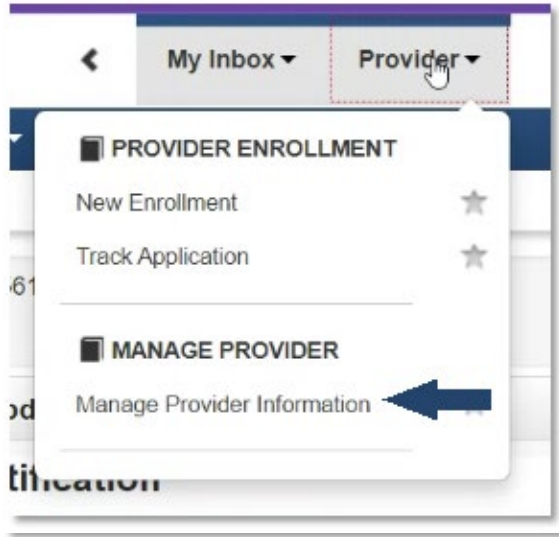 My Inbox Provider
PROVIDER ENROLLMENT
New Enrollment
Track Application
MANAGE PROVIDER
Manage Provider Information